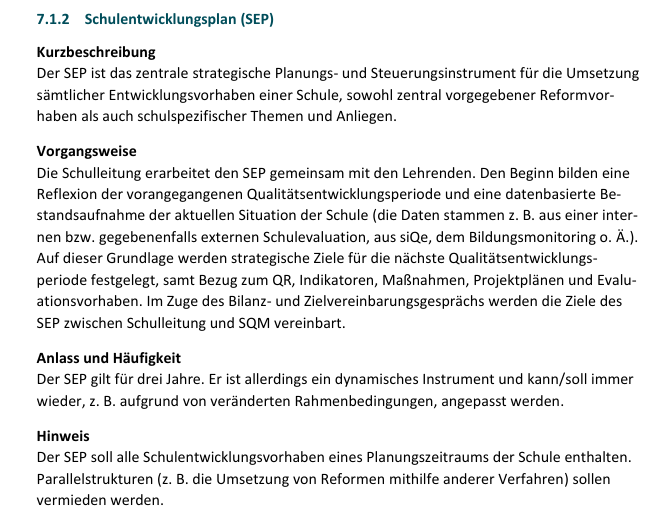 7.1.2 Schulentwicklungsplan (SEP)
Kurzbeschreibung
Der SEP ist das zentrale strategische Planungs- und Steuerungsinstrument für die Umsetzung
sämtlicher Entwicklungsvorhaben einer Schule, sowohl zentral vorgegebener Reformvor-
haben als auch schulspezifischer Themen und Anliegen.
Vorgangsweise
Die Schulleitung erarbeitet den SEP gemeinsam mit den Lehrenden. Den Beginn bilden eine
Reflexion der vorangegangenen Qualitätsentwicklungsperiode und eine datenbasierte Be-
standsaufnahme der aktuellen Situation der Schule (die Daten stammen z. B. aus einer inter-
nen bzw. gegebenenfalls externen Schulevaluation, aus siQe, dem Bildungsmonitoring o. Ä.).
Auf dieser Grundlage werden strategische Ziele für die nächste Qualitätsentwicklungs-
periode festgelegt, samt Bezug zum QR, Indikatoren, Maßnahmen, Projektplänen und Evalu-
ationsvorhaben. Im Zuge des Bilanz- und Zielvereinbarungsgesprächs werden die Ziele des
SEP zwischen Schulleitung und SQM vereinbart.
Anlass und Häufigkeit
Der SEP gilt für drei Jahre. Er ist allerdings ein dynamisches Instrument und kann/soll immer
wieder, z. B. aufgrund von veränderten Rahmenbedingungen, angepasst werden.
Hinweis
Der SEP soll alle Schulentwicklungsvorhaben eines Planungszeitraums der Schule enthalten.
Parallelstrukturen (z. B. die Umsetzung von Reformen mithilfe anderer Verfahren) sollen
vermieden werden.